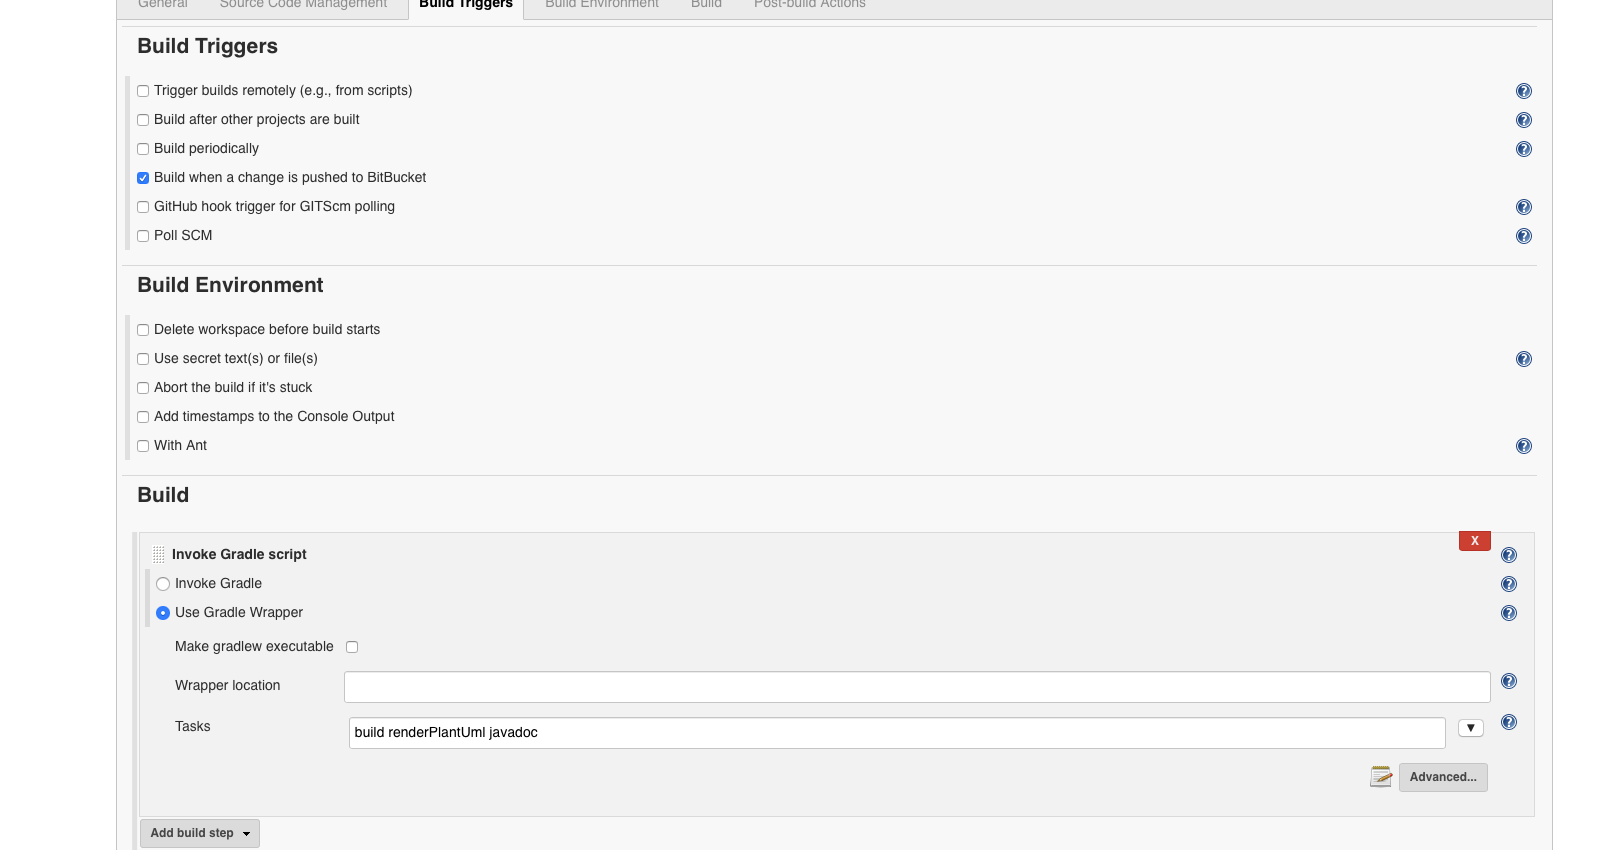 General Source Code Management Build Triggers Build Environment Build Post-build Actions
Build Triggers
Trigger builds remotely (e.g., from scripts)
Build after other projects are built
Build periodically
Build when a change is pushed to BitBucket
GitHub hook trigger for GITScm polling
Poll SCM
Build Environment
Delete workspace before build starts
Use secret text(s) or file(s)
Abort the build if it's stuck
Add timestamps to the Console Output
With Ant
Build
X
Invoke Gradle script
Invoke Gradle
Use Gradle Wrapper
Make gradlew executable
Wrapper location
Tasks build renderPlantUml javadoc
Advanced...
Add build step